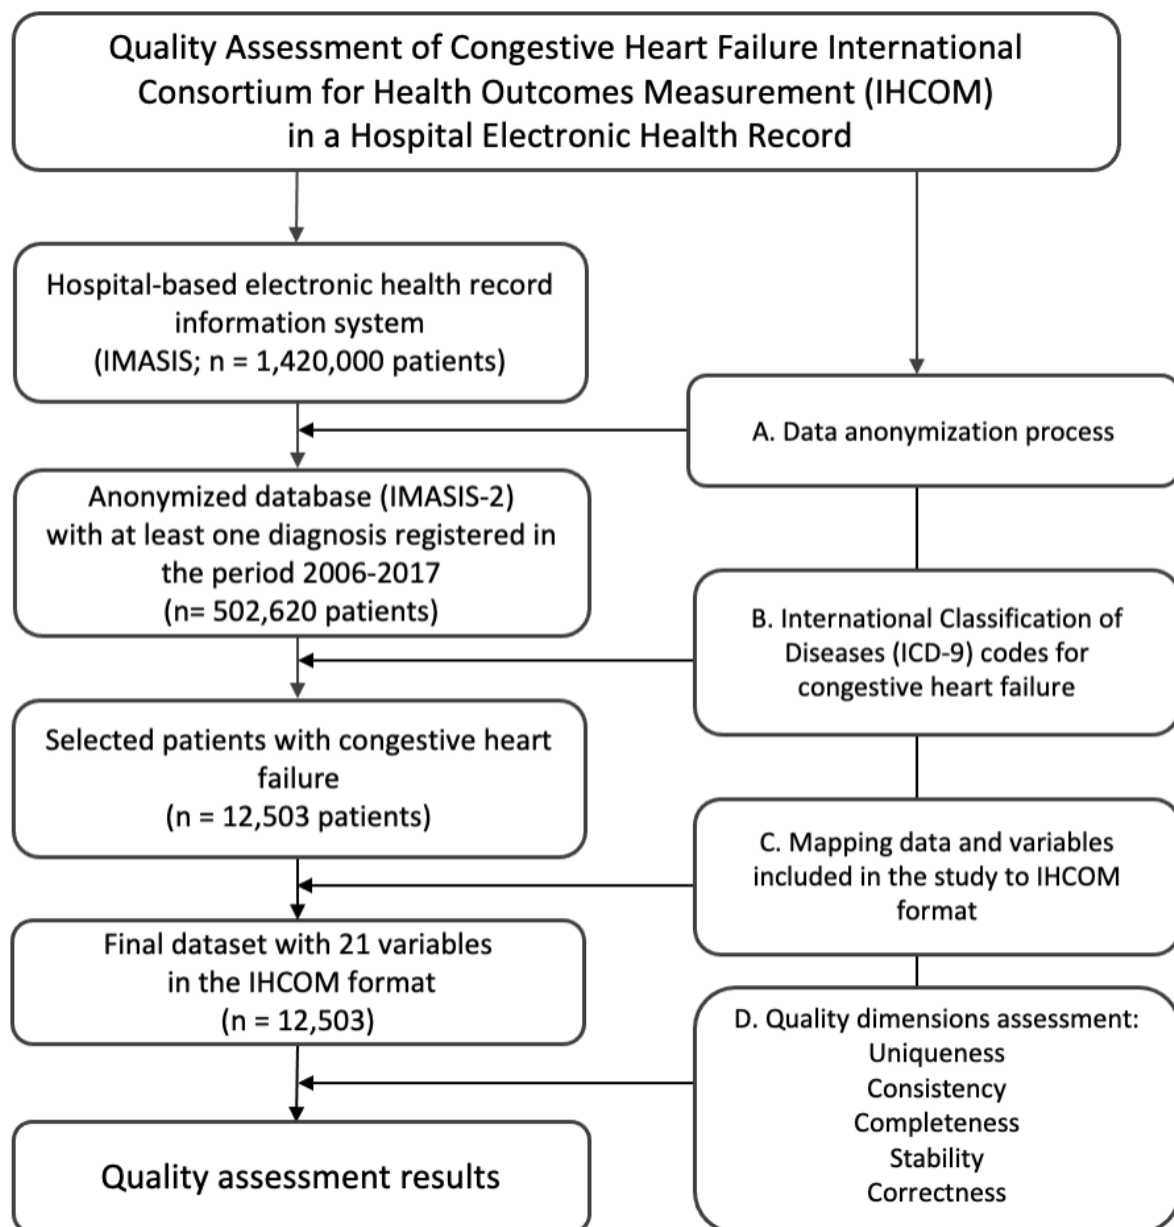 Quality Assessment of Congestive Heart Failure International
Consortium for Health Outcomes Measurement (IHCOM)
in a Hospital Electronic Health Record
Hospital-based electronic health record
information system
(IMASIS; n = 1,420,000 patients)
A. Data anonymization process
Anonymized database (IMASIS-2)
with at least one diagnosis registered in
the period 2006-2017
(n= 502,620 patients)
B. International Classification of
Diseases (ICD-9) codes for
congestive heart failure
Selected patients with congestive heart
failure
(n = 12,503 patients)
C. Mapping data and variables
included in the study to IHCOM
format
Final dataset with 21 variables
in the IHCOM format
(n = 12,503)
D. Quality dimensions assessment:
Uniqueness
Consistency
Completeness
Stability
Correctness
Quality assessment results